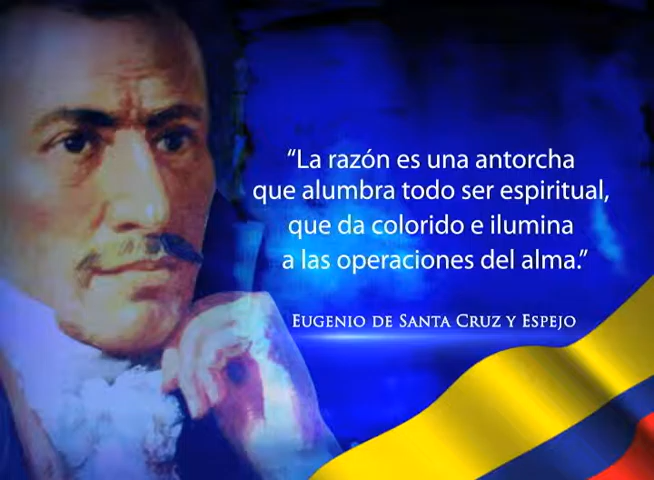 “La razón es una antorcha
que alumbra todo ser espiritual,
que da colorido e ilumina
a las operaciones del alma.”
Eugenio de Santa Cruz y Espejo